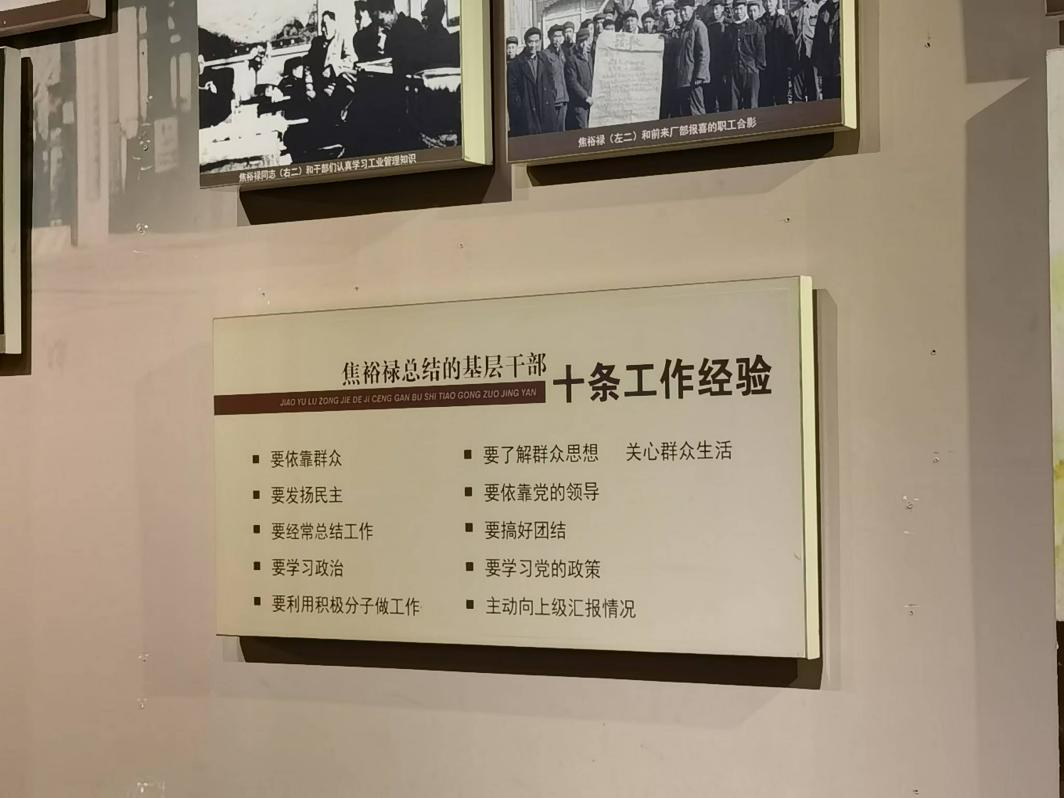 焦裕禄同志（右二）和干部们认真学习工业管理知识
焦裕禄（左二）和前来厂部报喜的职工合影
焦裕禄总结的基层干部 十条工作经验
JIAO YU LU ZONG JIE DE JI CENG GAN BU SHI TIAO GONG ZUO JING YAN
要依靠群众
要发扬民主
要经常总结工作
要学习政治
要利用积极分子做工作
要了解群众思想 关心群众生活
要依靠党的领导
要搞好团结
要学习党的政策
主动向上级汇报情况